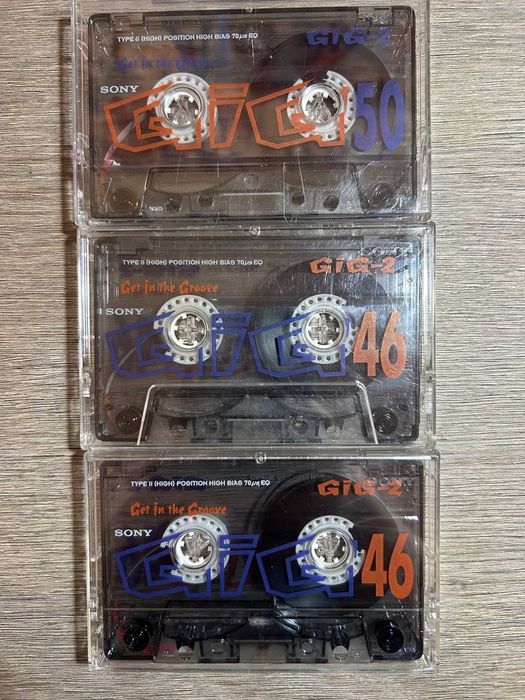 TYPE II (HIGH) POSITION HIGH BIAS 70µs EQ
GiG-2
Get in the Groove
SONY
GiG 50
TYPE II (HIGH) POSITION HIGH BIAS 70µs EQ
GiG-2
Get in the Groove
SONY
GiG 46
TYPE II (HIGH) POSITION HIGH BIAS 70µs EQ
GiG-2
Get in the Groove
SONY
GiG 46